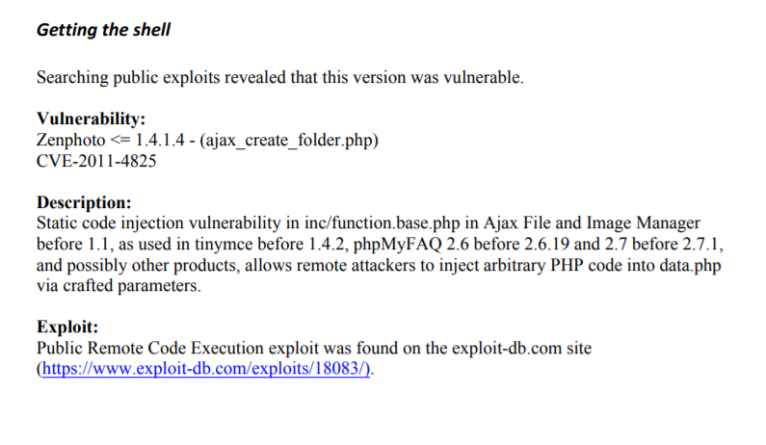 Getting the shell
Searching public exploits revealed that this version was vulnerable.
Vulnerability:
Zenphoto <= 1.4.1.4 - (ajax_create_folder.php)
CVE-2011-4825
Description:
Static code injection vulnerability in inc/function.base.php in Ajax File and Image Manager
before 1.1, as used in tinymce before 1.4.2, phpMyFAQ 2.6 before 2.6.19 and 2.7 before 2.7.1,
and possibly other products, allows remote attackers to inject arbitrary PHP code into data.php
via crafted parameters.
Exploit:
Public Remote Code Execution exploit was found on the exploit-db.com site
(https://www.exploit-db.com/exploits/18083/).